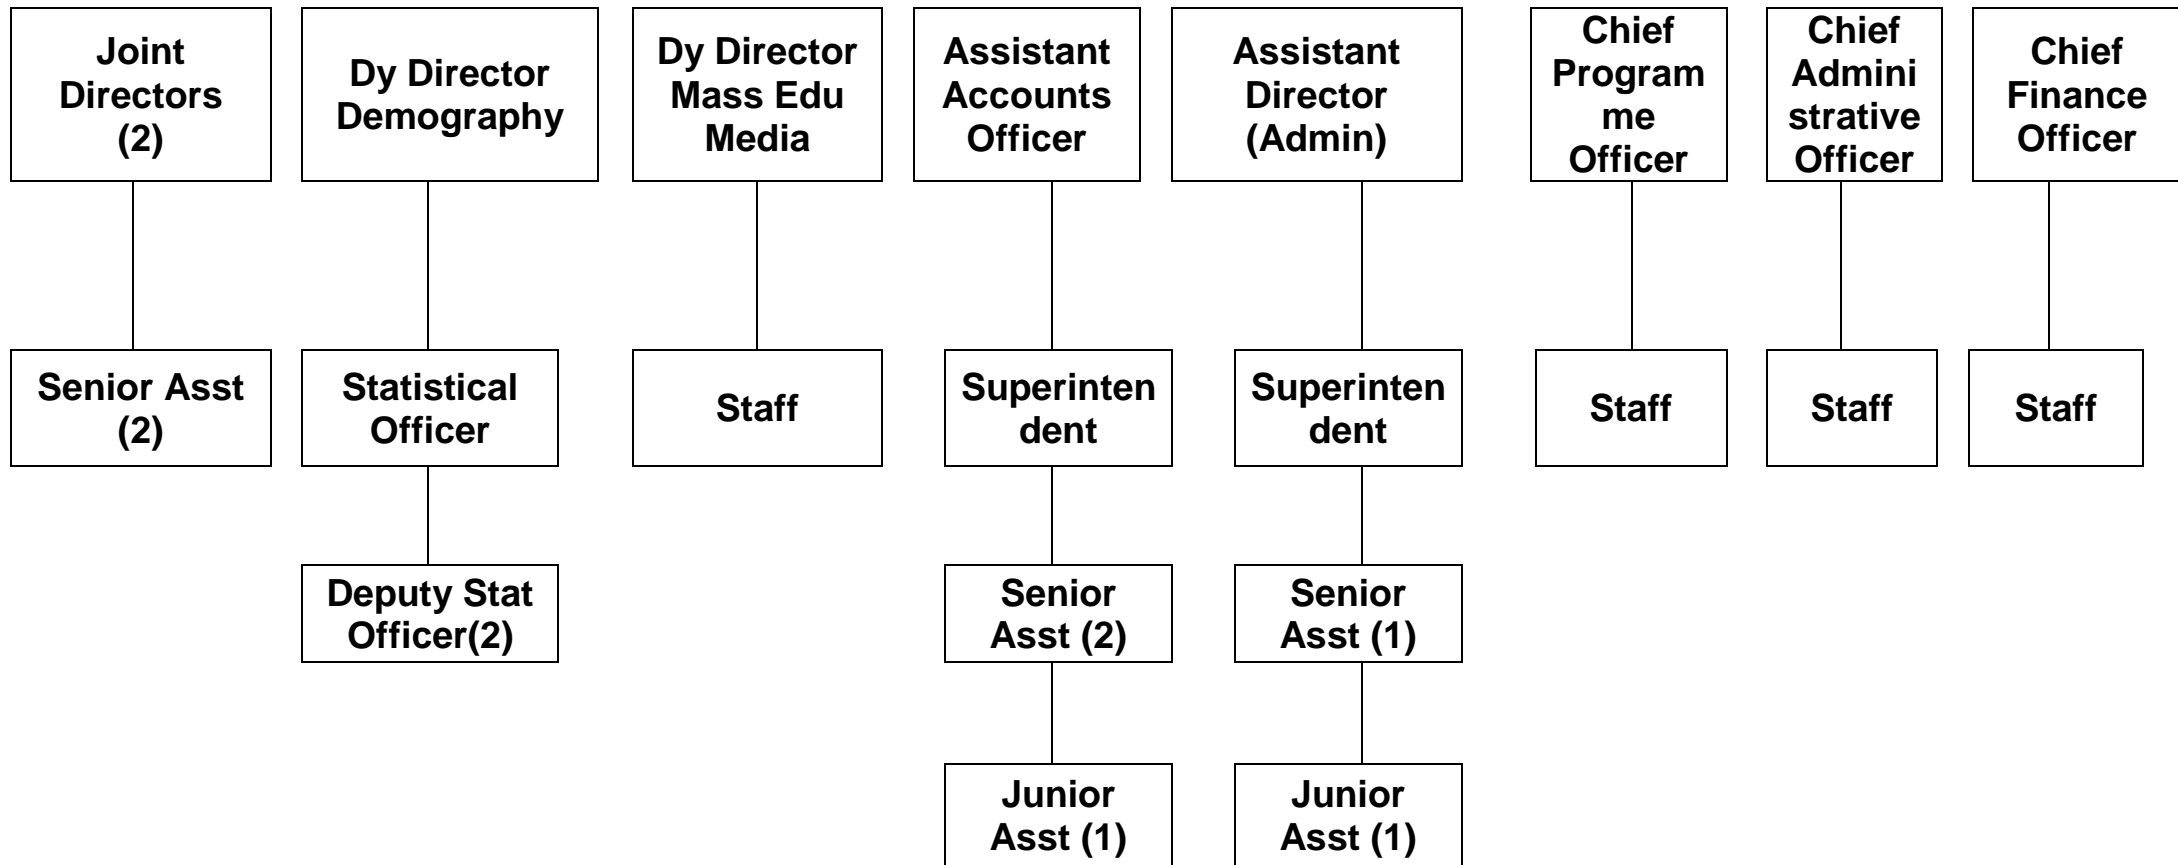 Joint
Directors
(2)
Dy Director
Demography
Dy Director
Mass Edu
Media
Assistant
Accounts
Officer
Assistant
Director
(Admin)
Chief
Program
me
Officer
Chief
Admini
strative
Officer
Chief
Finance
Officer
Senior Asst
(2)
Statistical
Officer
Staff
Superinten
dent
Superinten
dent
Staff
Staff
Staff
Deputy Stat
Officer(2)
Senior
Asst (2)
Senior
Asst (1)
Junior
Asst (1)
Junior
Asst (1)